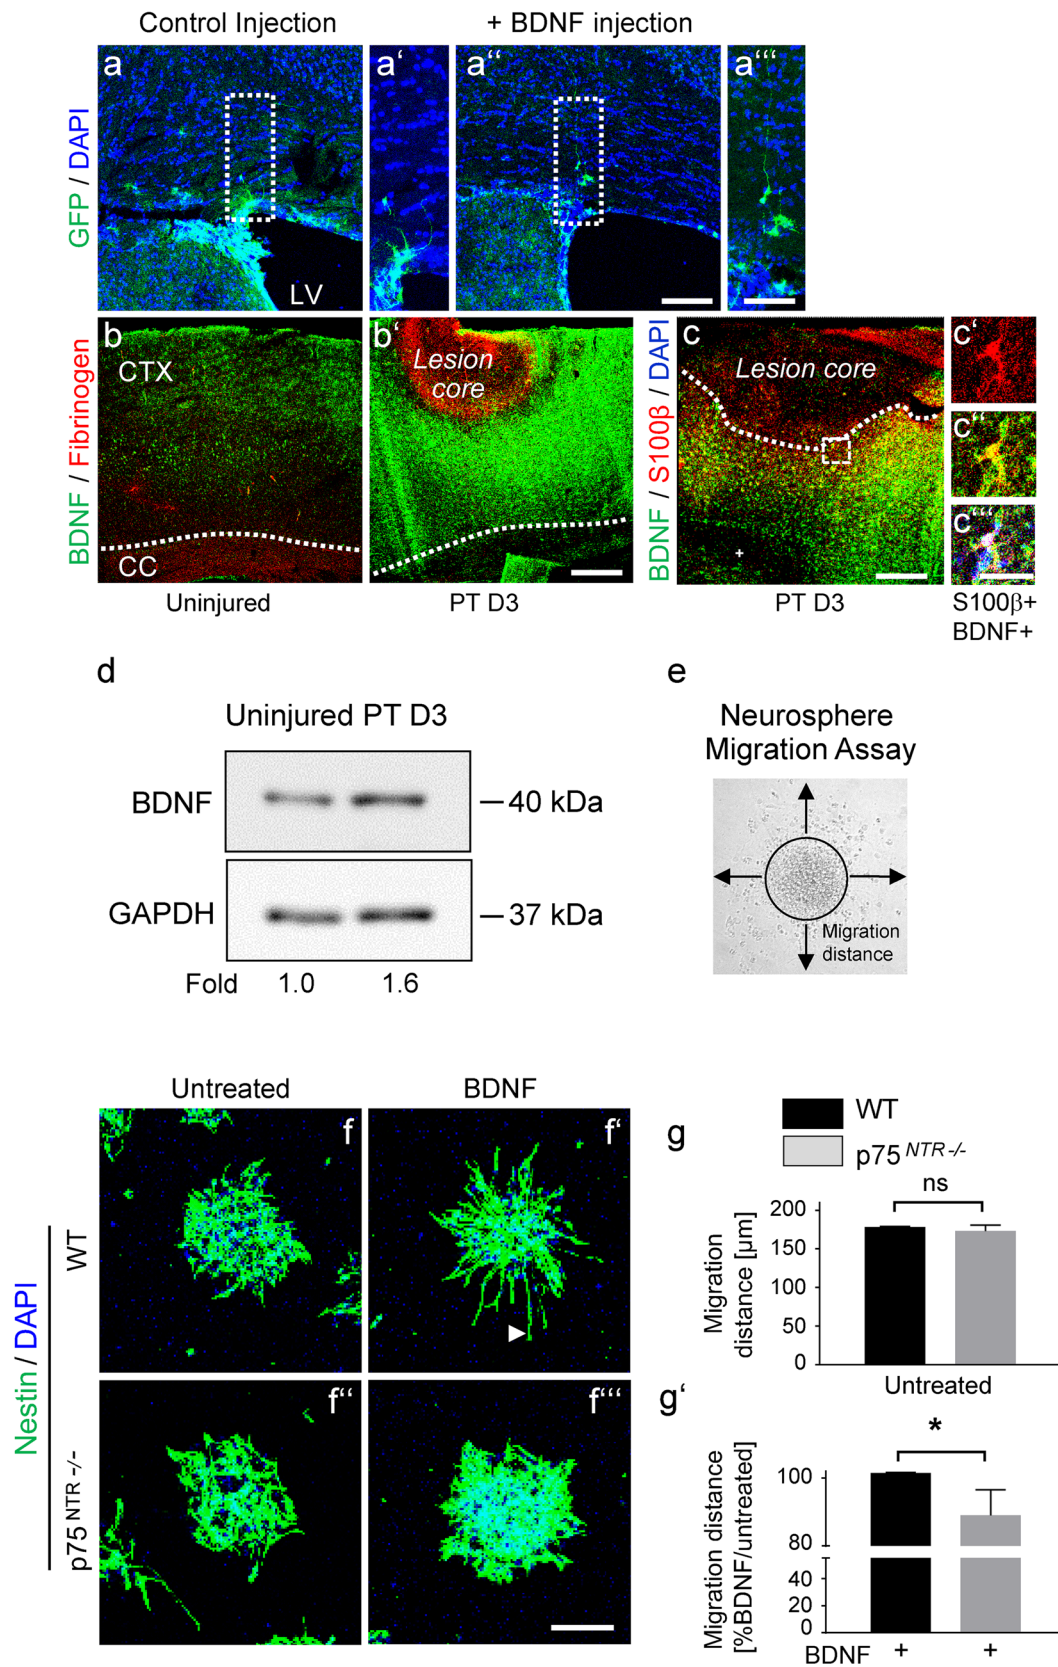 Control Injection
+ BDNF injection
GFP / DAPI
a
a‘
a‘‘
a‘‘‘
LV
BDNF / Fibrinogen
b
CTX
CC
b‘
Lesion
core
BDNF / S100β / DAPI
c
Lesion core
+
c‘
c‘‘
c‘‘‘
Uninjured
PT D3
PT D3
S100β+
BDNF+
d
Uninjured PT D3
BDNF
40 kDa
GAPDH
37 kDa
Fold 1.0 1.6
e
Neurosphere
Migration Assay
Migration
distance
Untreated
BDNF
Nestin / DAPI
WT
p75 NTR -/-
f
f‘
f‘‘
f‘‘‘
g
WT
p75 NTR -/-
ns
Migration
distance [µm]
200
150
100
50
0
Untreated
g‘
*
Migration distance
[%BDNF/untreated]
100
80
40
20
0
BDNF + +